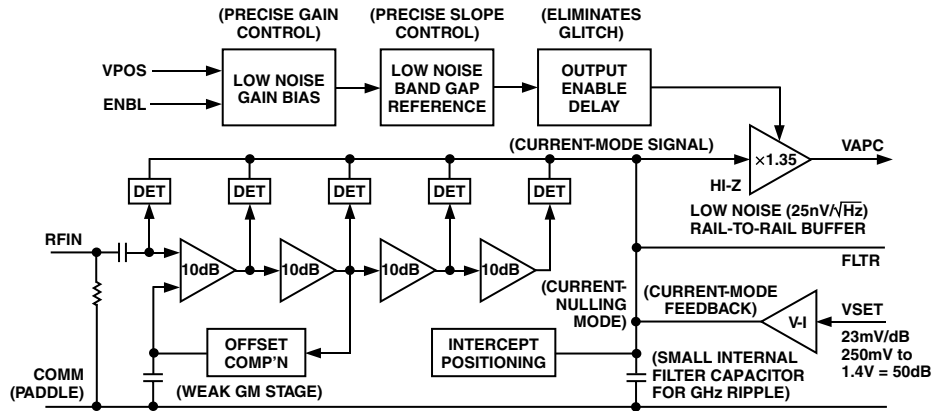 (PRECISE GAIN
CONTROL)
(PRECISE SLOPE
CONTROL)
(ELIMINATES
GLITCH)
VPOS
ENBL
LOW NOISE
GAIN BIAS
LOW NOISE
BAND GAP
REFERENCE
OUTPUT
ENABLE
DELAY
(CURRENT-MODE SIGNAL)
×1.35
VAPC
HI-Z
DET
DET
DET
DET
DET
LOW NOISE (25nV/√Hz)
RAIL-TO-RAIL BUFFER
RFIN
10dB
10dB
10dB
10dB
FLTR
(CURRENT-
NULLING
MODE)
(CURRENT-MODE
FEEDBACK)
V-I
VSET
23mV/dB
250mV to
1.4V = 50dB
OFFSET
COMP'N
INTERCEPT
POSITIONING
COMM
(PADDLE)
(WEAK GM STAGE)
(SMALL INTERNAL
FILTER CAPACITOR
FOR GHz RIPPLE)